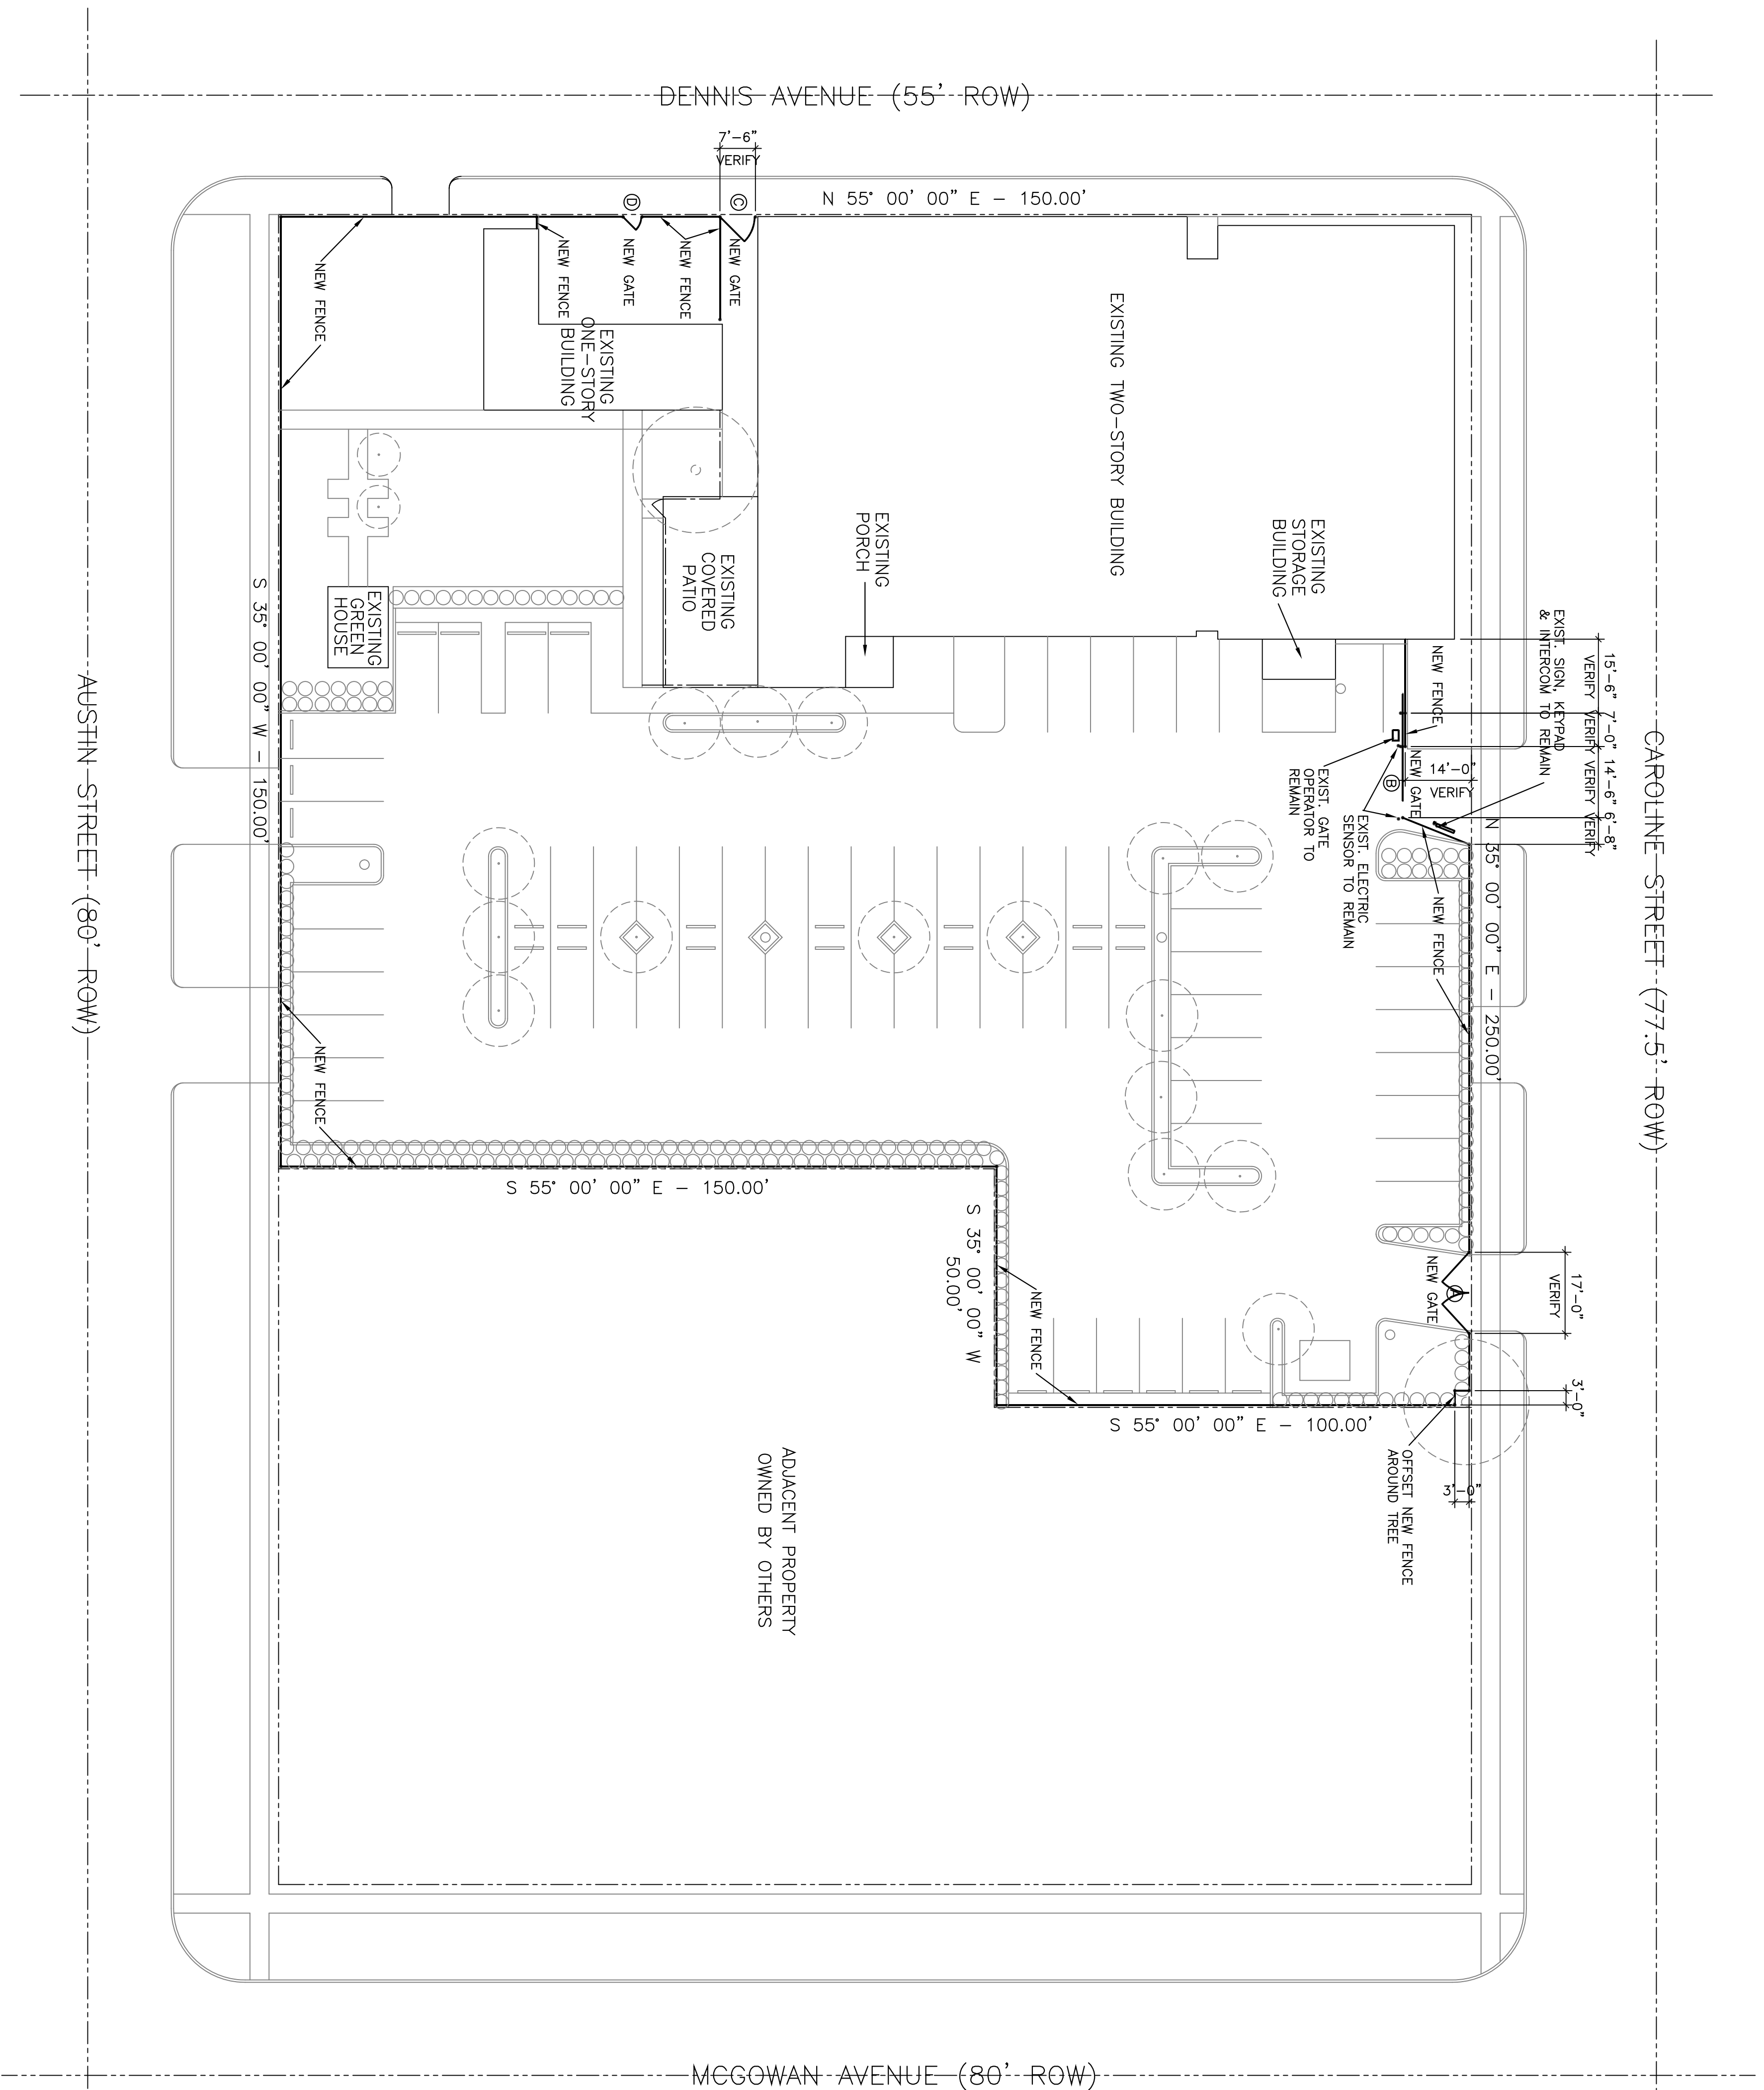 DENNIS AVENUE (55' ROW)
7'-6"
VERIFY
N 55° 00' 00" E - 150.00'
D
C
NEW FENCE
NEW FENCE
NEW GATE
NEW FENCE
NEW GATE
EXISTING
ONE-STORY
BUILDING
EXISTING TWO-STORY BUILDING
EXISTING
STORAGE
BUILDING
EXISTING
PORCH
EXISTING
COVERED
PATIO
EXISTING
GREEN
HOUSE
S 35° 00' 00" W - 150.00'
AUSTIN STREET (80' ROW)
CAROLINE STREET (77.5' ROW)
EXIST. SIGN, KEYPAD
& INTERCOM TO REMAIN
15'-6"
VERIFY
7'-0"
VERIFY
14'-6"
VERIFY
6'-8"
VERIFY
NEW FENCE
14'-0"
VERIFY
NEW GATE
B
EXIST. GATE
OPERATOR TO
REMAIN
EXIST. ELECTRIC
SENSOR TO REMAIN
N 35° 00' 00" E - 250.00'
NEW FENCE
NEW FENCE
S 55° 00' 00" E - 150.00'
S 35° 00' 00" W
50.00'
NEW FENCE
NEW GATE
A
17'-0"
VERIFY
3'-0"
S 55° 00' 00" E - 100.00'
3'-0"
OFFSET NEW FENCE
AROUND TREE
ADJACENT PROPERTY
OWNED BY OTHERS
MCGOWAN AVENUE (80' ROW)